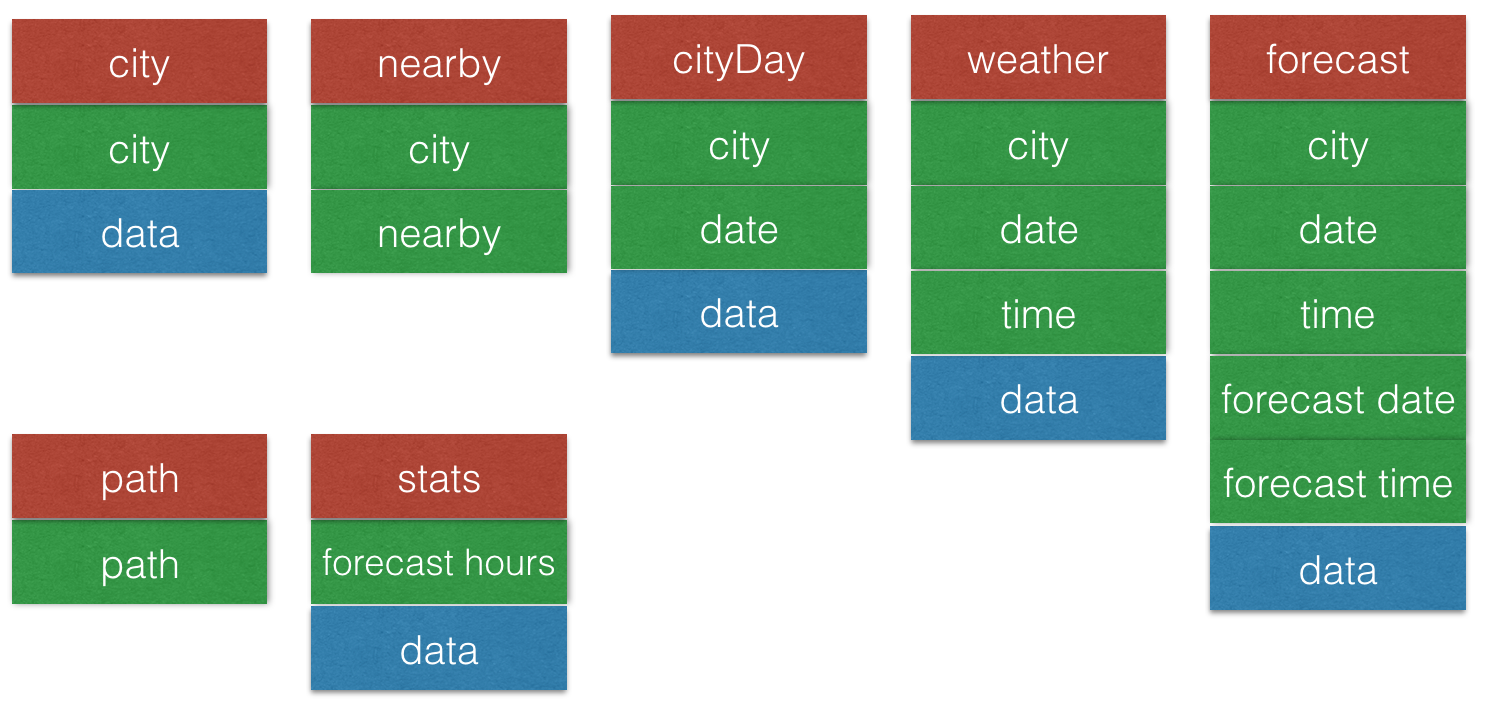 city
city
data
nearby
city
nearby
cityDay
city
date
data
weather
city
date
time
data
forecast
city
date
time
forecast date
forecast time
data
path
path
stats
forecast hours
data